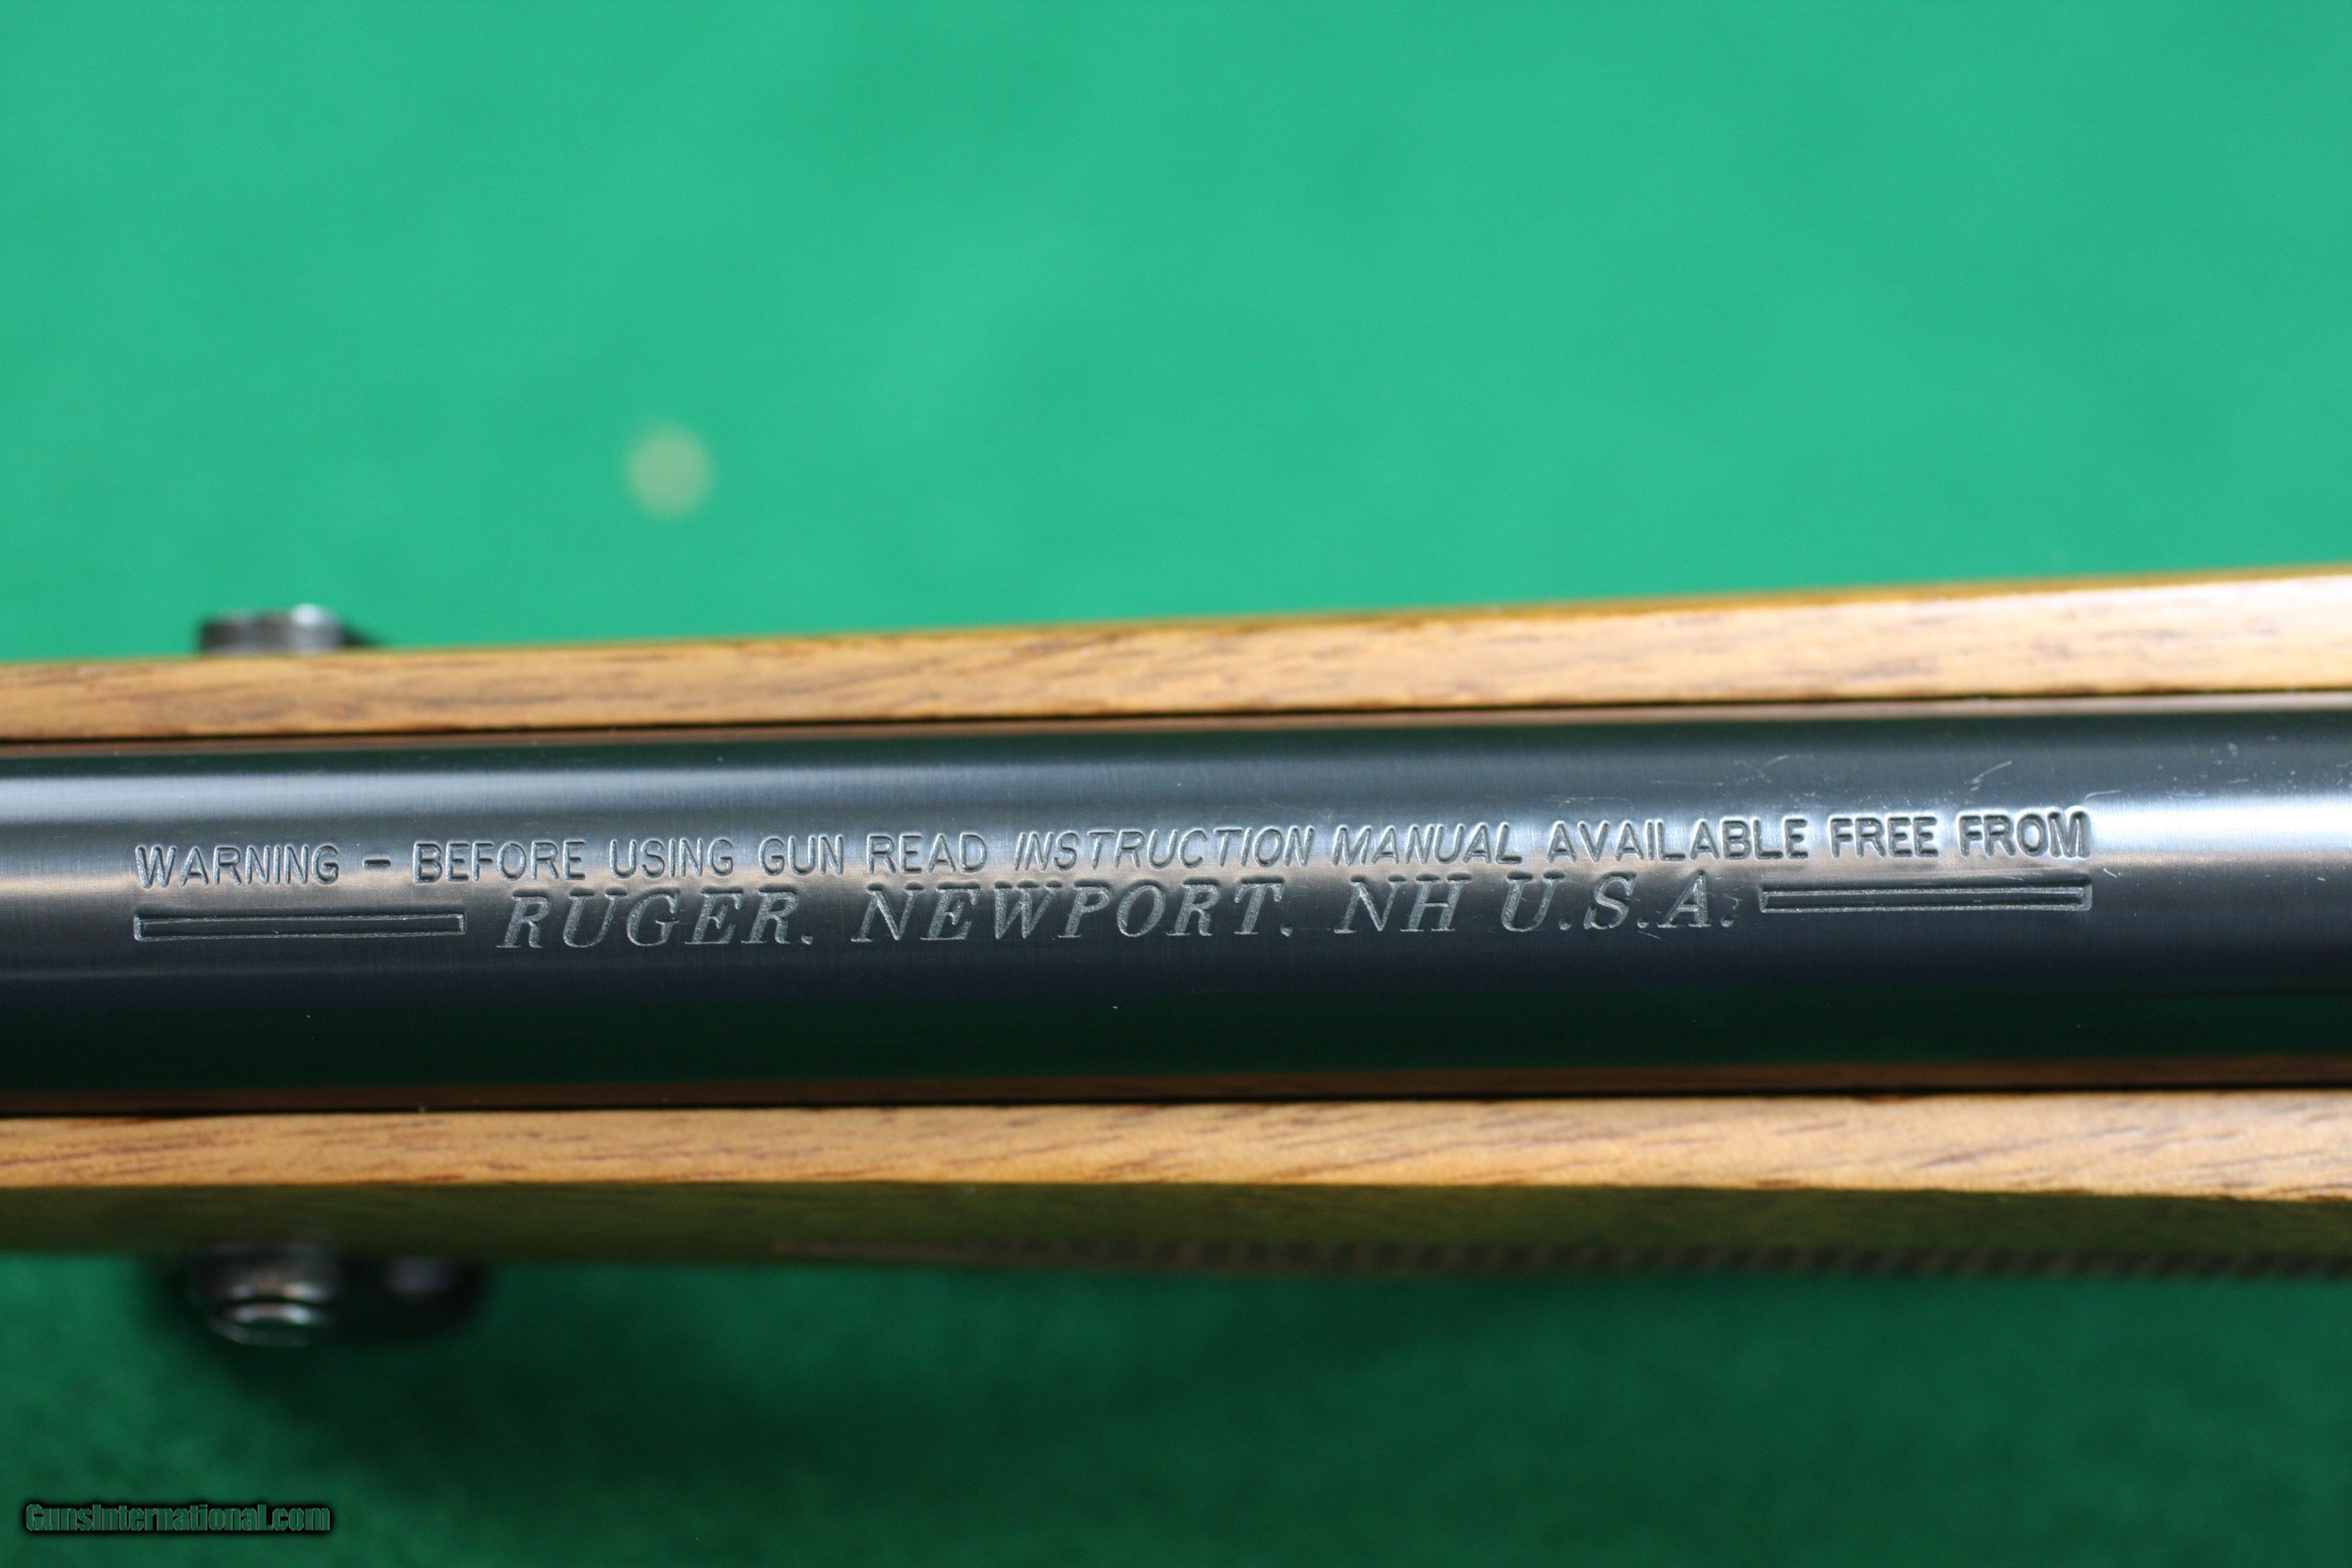 WARNING - BEFORE USING GUN READ INSTRUCTION MANUAL AVAILABLE FREE FROM
RUGER. NEWPORT. NH U.S.A.
GunsInternational.com